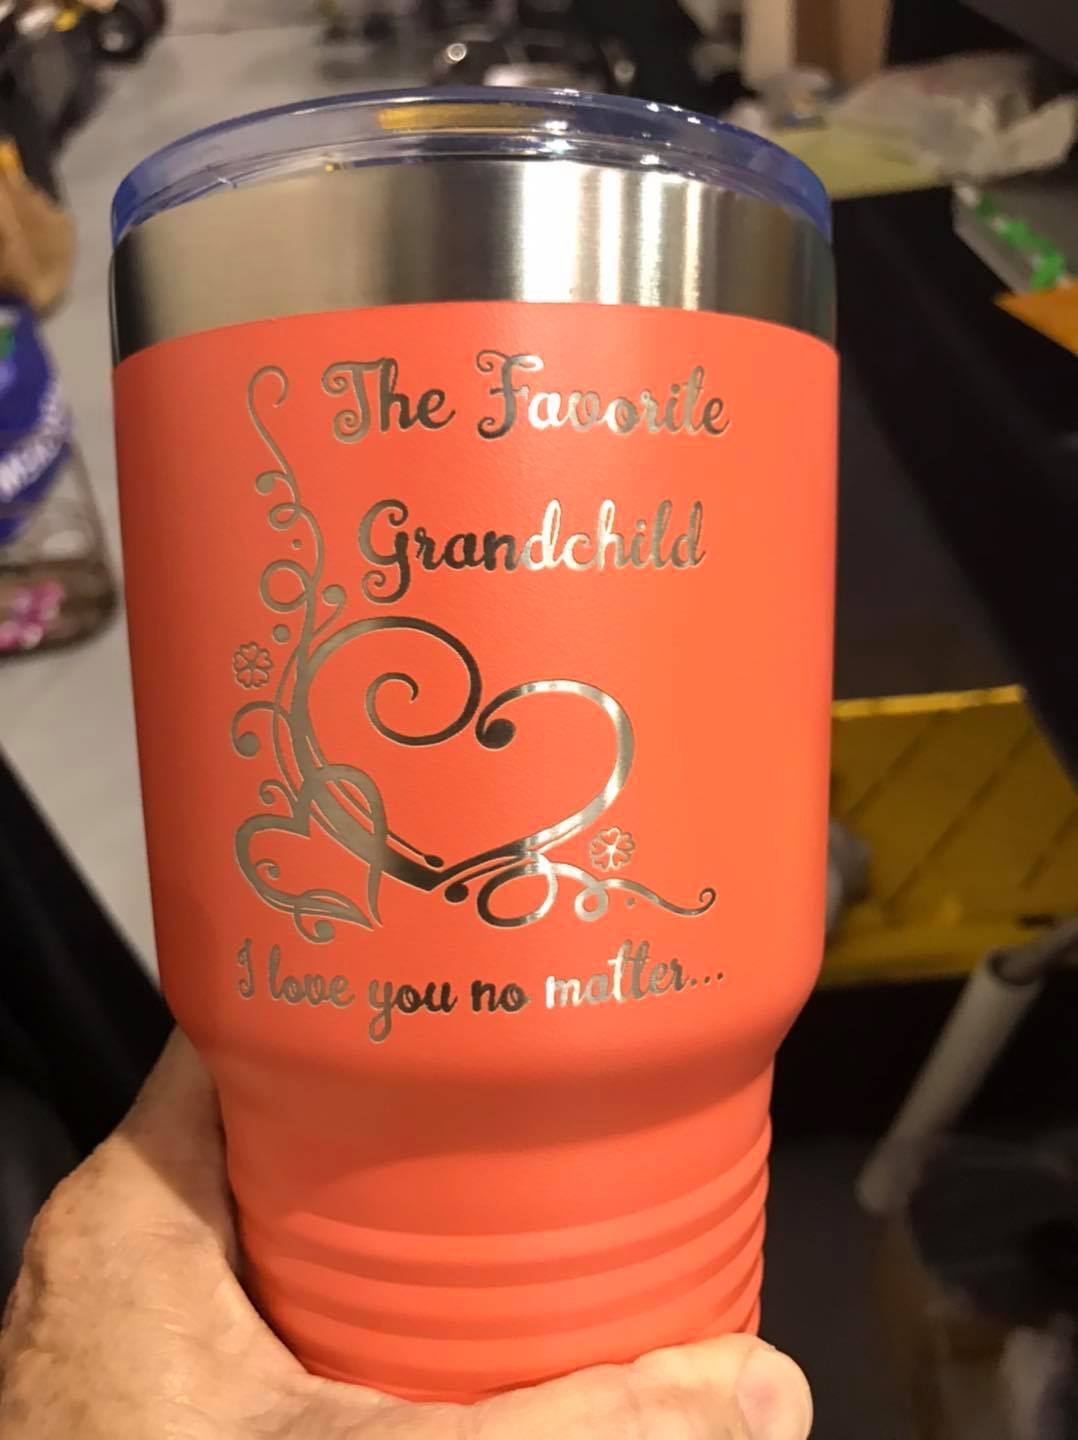 The Favorite
Grandchild
I love you no matter...